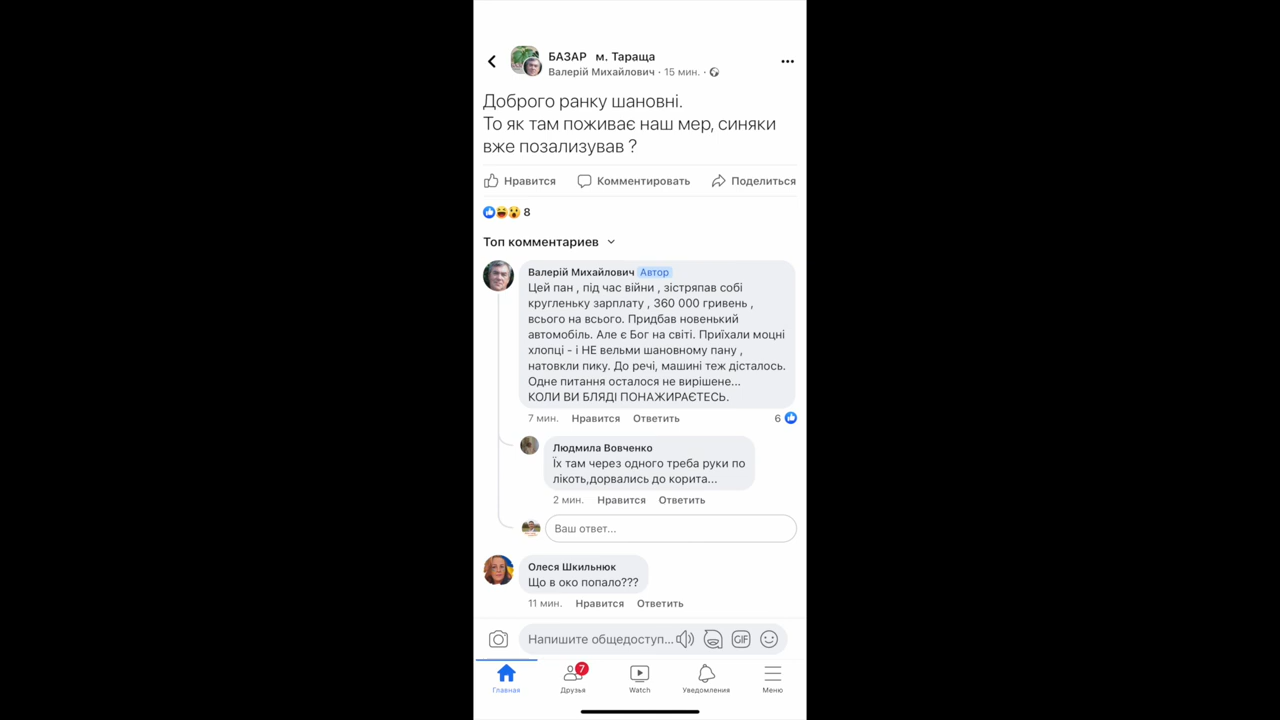 БАЗАР м. Тараща
Валерій Михайлович · 15 мин. ·
Доброго ранку шановні.
То як там поживає наш мер, синяки
вже позализував ?
Нравится Комментировать Поделиться
8
Топ комментариев
Валерій Михайлович Автор
Цей пан , під час війни , зістряпав собі
кругленьку зарплату , 360 000 гривень ,
всього на всього. Придбав новенький
автомобіль. Але є Бог на світі. Приїхали моцні
хлопці - і НЕ вельми шановному пану ,
натовкли пику. До речі, машині теж дісталось.
Одне питання осталося не вирішене...
КОЛИ ВИ БЛЯДІ ПОНАЖИРАЄТЕСЬ.
7 мин. Нравится Ответить 6
Людмила Вовченко
Їх там через одного треба руки по
лікоть,дорвались до корита...
2 мин. Нравится Ответить
Ваш ответ...
Олеся Шкильнюк
Що в око попало???
11 мин. Нравится Ответить
Напишите общедоступ... GIF
7
Главная Друзья Watch Уведомления Меню